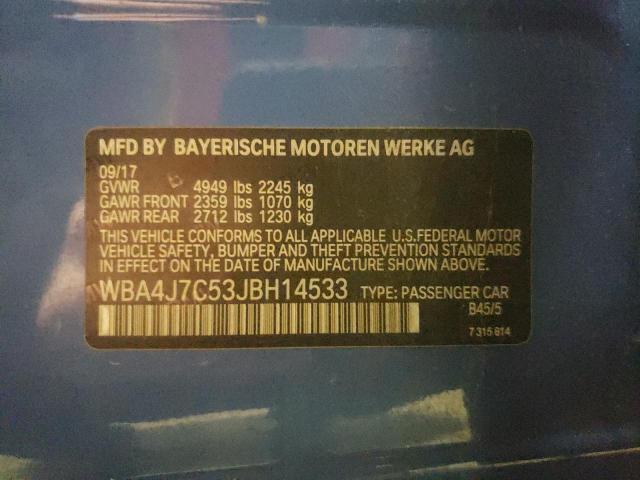 MFD BY BAYERISCHE MOTOREN WERKE AG
09/17
GVWR 4949 lbs 2245 kg
GAWR FRONT 2359 lbs 1070 kg
GAWR REAR 2712 lbs 1230 kg
THIS VEHICLE CONFORMS TO ALL APPLICABLE U.S.FEDERAL MOTOR
VEHICLE SAFETY, BUMPER AND THEFT PREVENTION STANDARDS
IN EFFECT ON THE DATE OF MANUFACTURE SHOWN ABOVE.
WBA4J7C53JBH14533 TYPE: PASSENGER CAR
B45/5
7 315 814